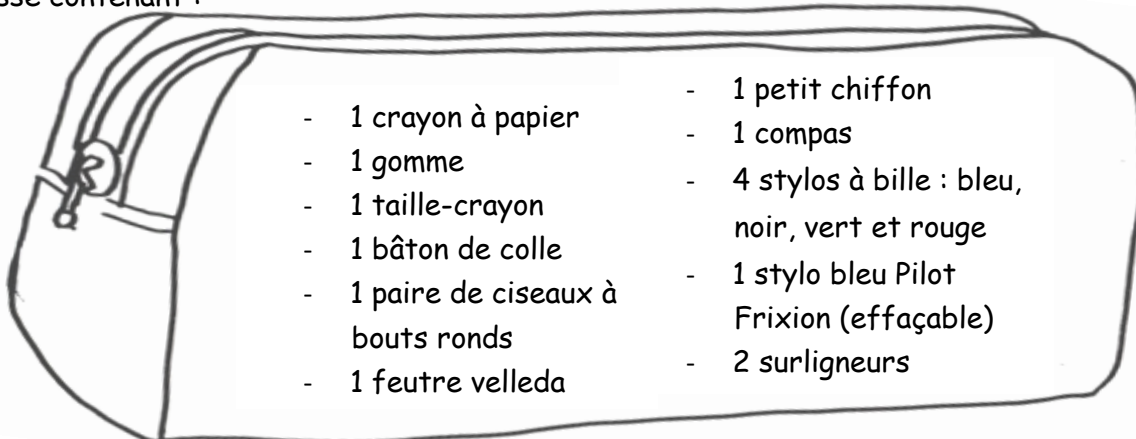 contenant :
- 1 crayon à papier
- 1 gomme
- 1 taille-crayon
- 1 bâton de colle
- 1 paire de ciseaux à
bouts ronds
- 1 feutre velleda
- 1 petit chiffon
- 1 compas
- 4 stylos à bille : bleu,
noir, vert et rouge
- 1 stylo bleu Pilot
Frixion (effaçable)
- 2 surligneurs